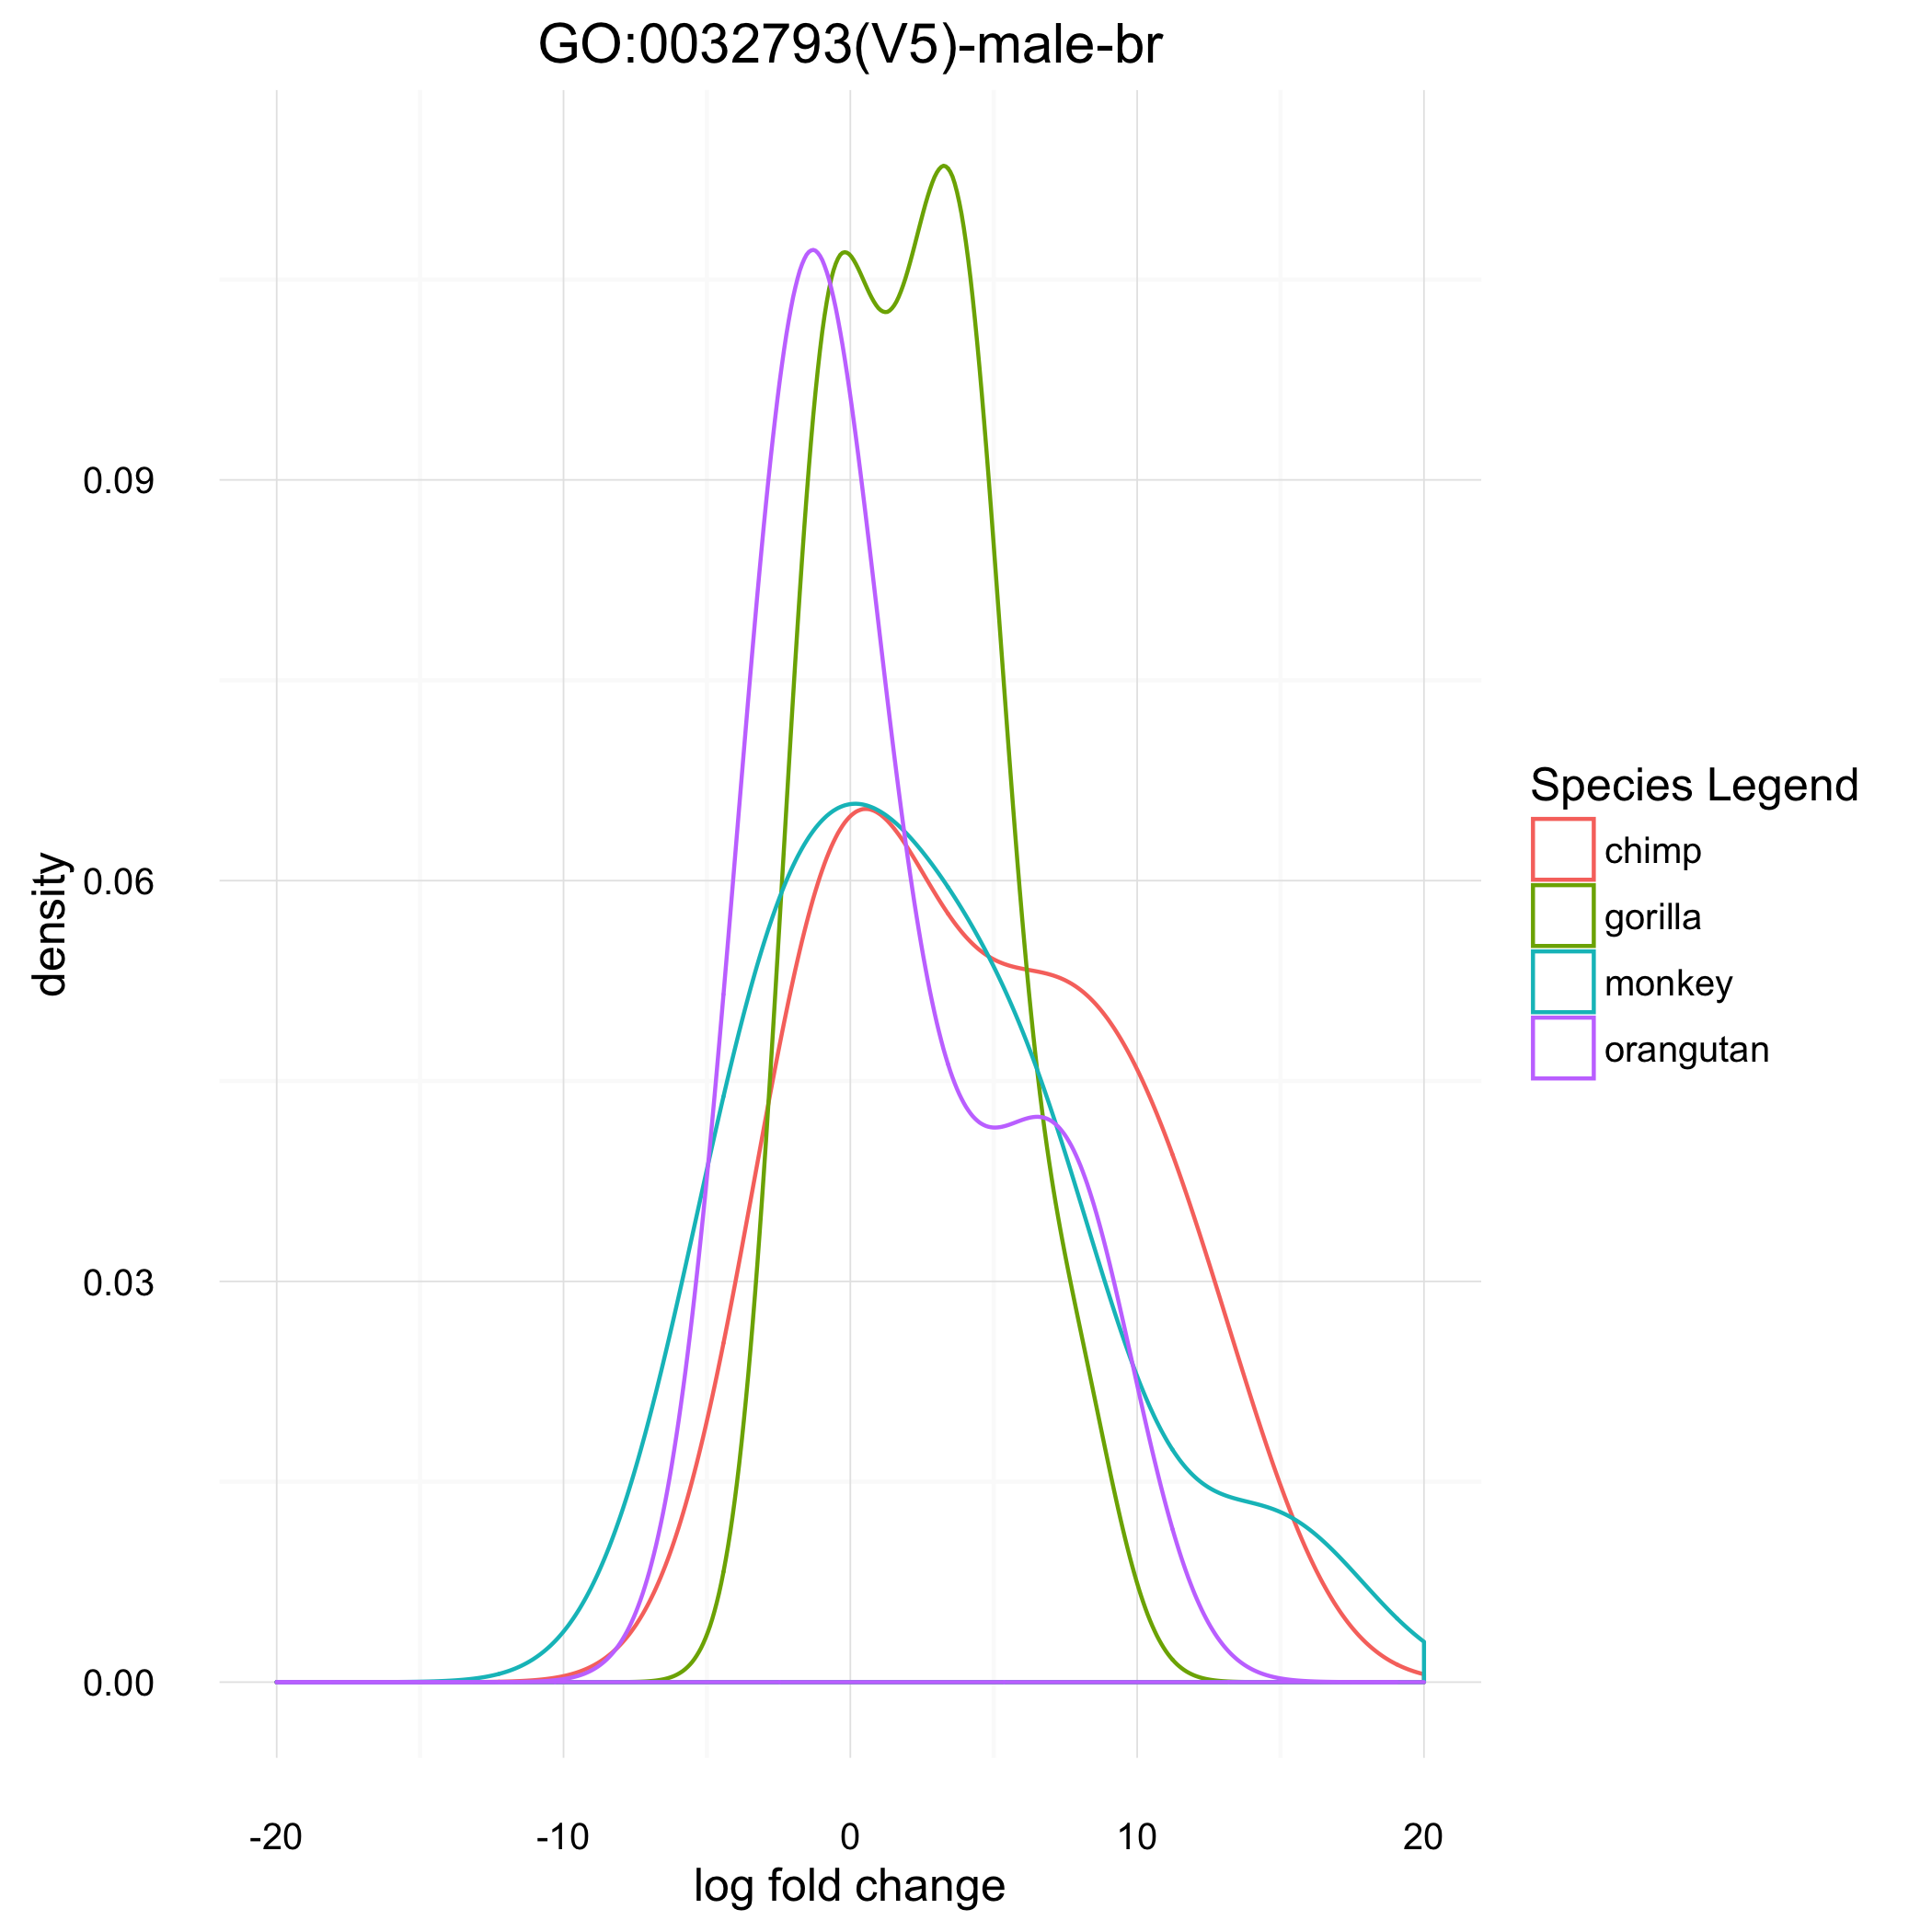 GO:0032793(V5)-male-br
density
0.09
0.06
0.03
0.00
-20
-10
0
10
20
log fold change
Species Legend
chimp
gorilla
monkey
orangutan